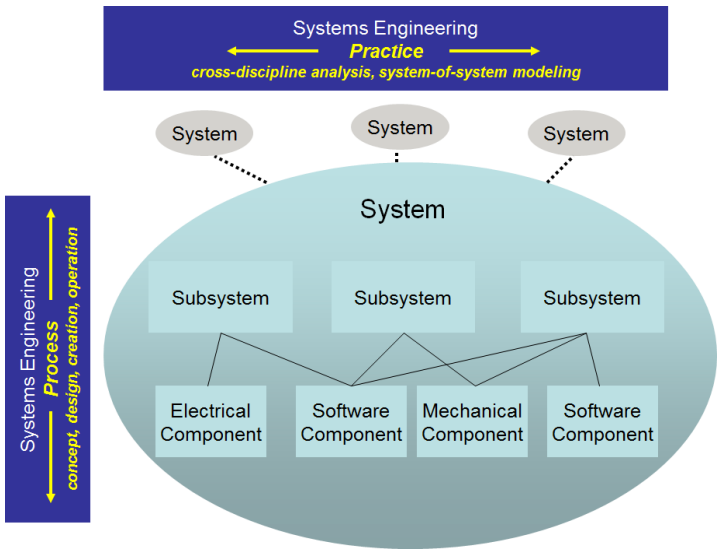 Systems Engineering
Practice
cross-discipline analysis, system-of-system modeling
System
System
System
System
Systems Engineering
Process
concept, design, creation, operation
Subsystem
Subsystem
Subsystem
Electrical
Component
Software
Component
Mechanical
Component
Software
Component